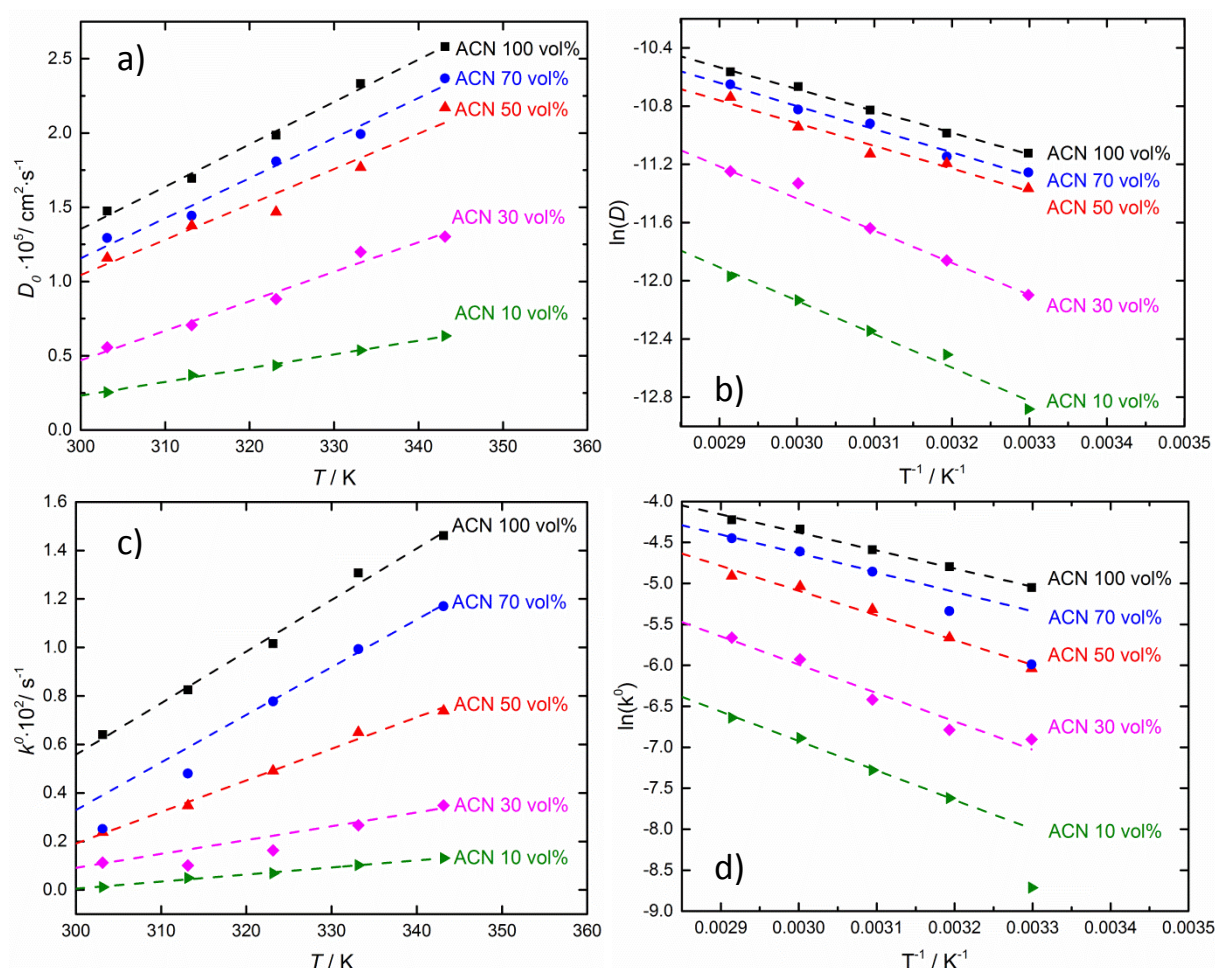 a)
ACN 100 vol%
ACN 70 vol%
ACN 50 vol%
ACN 30 vol%
ACN 10 vol%
D₀ ·10⁵/ cm²·s⁻¹
2.5
2.0
1.5
1.0
0.5
0.0
300 310 320 330 340 350 360
T / K
b)
ACN 100 vol%
ACN 70 vol%
ACN 50 vol%
ACN 30 vol%
ACN 10 vol%
ln(D)
-10.4
-10.8
-11.2
-11.6
-12.0
-12.4
-12.8
0.0029 0.0030 0.0031 0.0032 0.0033 0.0034 0.0035
T⁻¹ / K⁻¹
c)
ACN 100 vol%
ACN 70 vol%
ACN 50 vol%
ACN 30 vol%
ACN 10 vol%
k⁰·10²/ s⁻¹
1.6
1.4
1.2
1.0
0.8
0.6
0.4
0.2
0.0
300 310 320 330 340 350 360
T / K
d)
ACN 100 vol%
ACN 70 vol%
ACN 50 vol%
ACN 30 vol%
ACN 10 vol%
ln(k⁰)
-4.0
-4.5
-5.0
-5.5
-6.0
-6.5
-7.0
-7.5
-8.0
-8.5
-9.0
0.0029 0.0030 0.0031 0.0032 0.0033 0.0034 0.0035
T⁻¹ / K⁻¹